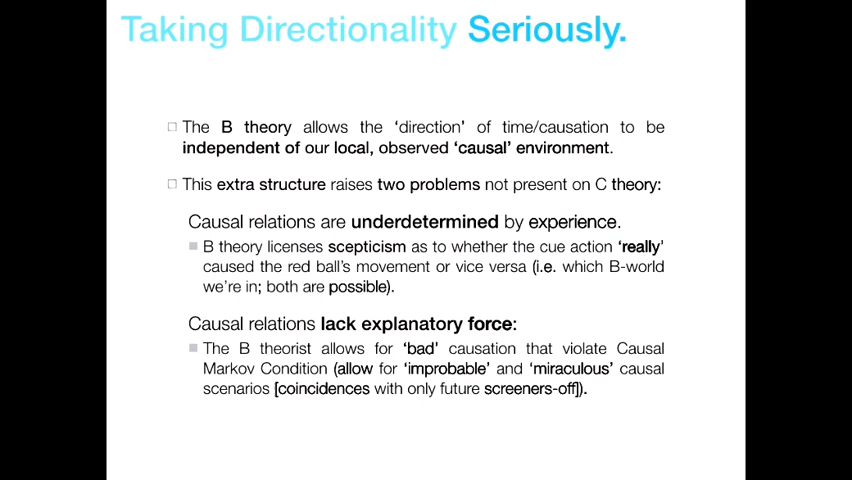 Taking Directionality Seriously.
The B theory allows the ‘direction’ of time/causation to be
independent of our local, observed ‘causal’ environment.
This extra structure raises two problems not present on C theory:
Causal relations are underdetermined by experience.
B theory licenses scepticism as to whether the cue action ‘really’
caused the red ball’s movement or vice versa (i.e. which B-world
we’re in; both are possible).
Causal relations lack explanatory force:
The B theorist allows for ‘bad’ causation that violate Causal
Markov Condition (allow for ‘improbable’ and ‘miraculous’ causal
scenarios [coincidences with only future screeners-off]).